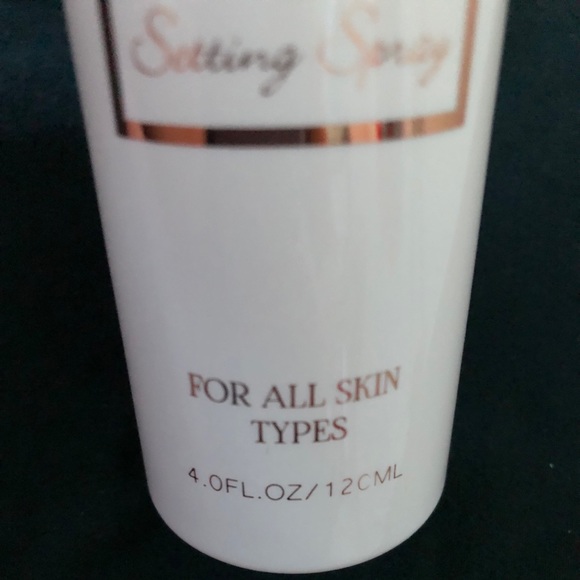 Setting Spray
FOR ALL SKIN
TYPES
4.0FL.OZ/12CML